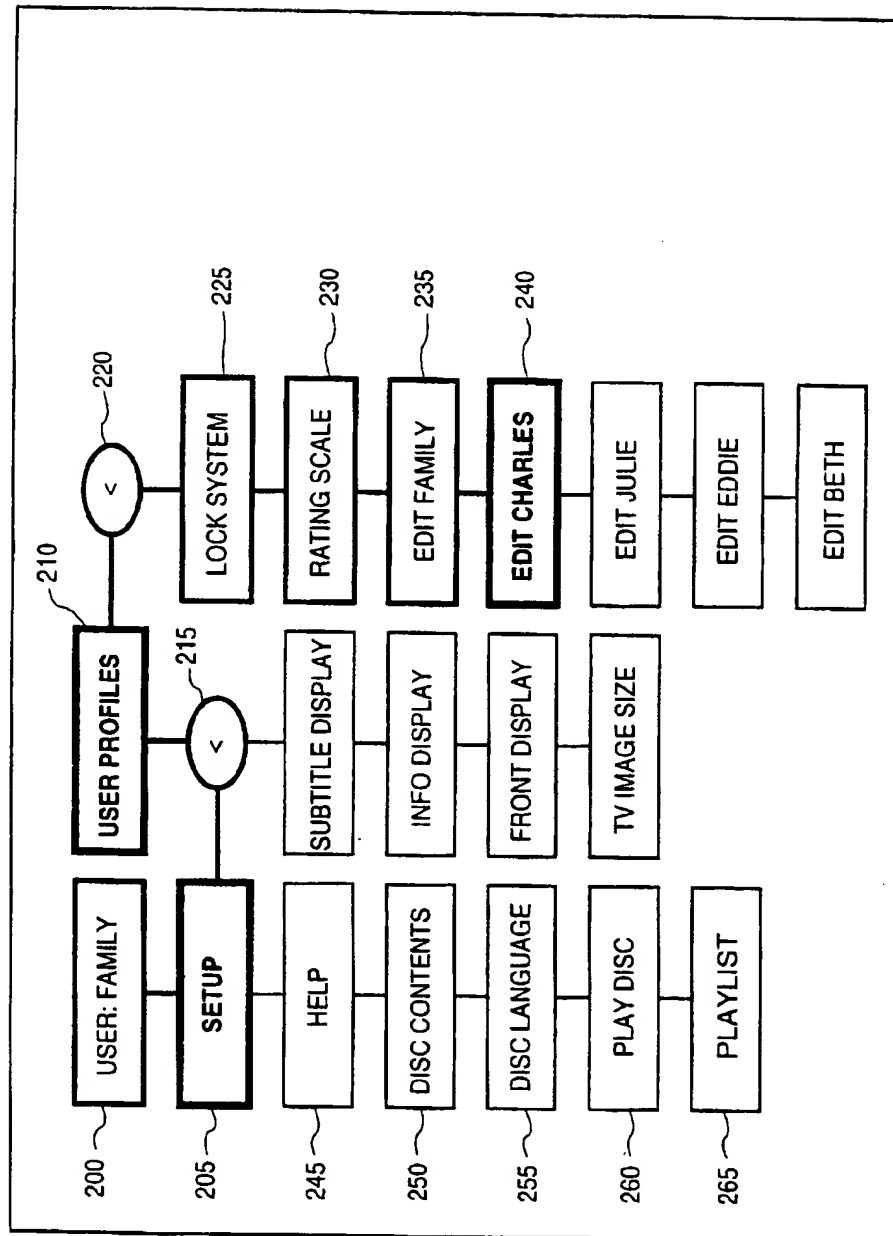 200
USER: FAMILY
205
SETUP
245
HELP
250
DISC CONTENTS
255
DISC LANGUAGE
260
PLAY DISC
265
PLAYLIST
210
USER PROFILES
215
<
SUBTITLE DISPLAY
INFO DISPLAY
FRONT DISPLAY
TV IMAGE SIZE
220
<
225
LOCK SYSTEM
230
RATING SCALE
235
EDIT FAMILY
240
EDIT CHARLES
EDIT JULIE
EDIT EDDIE
EDIT BETH